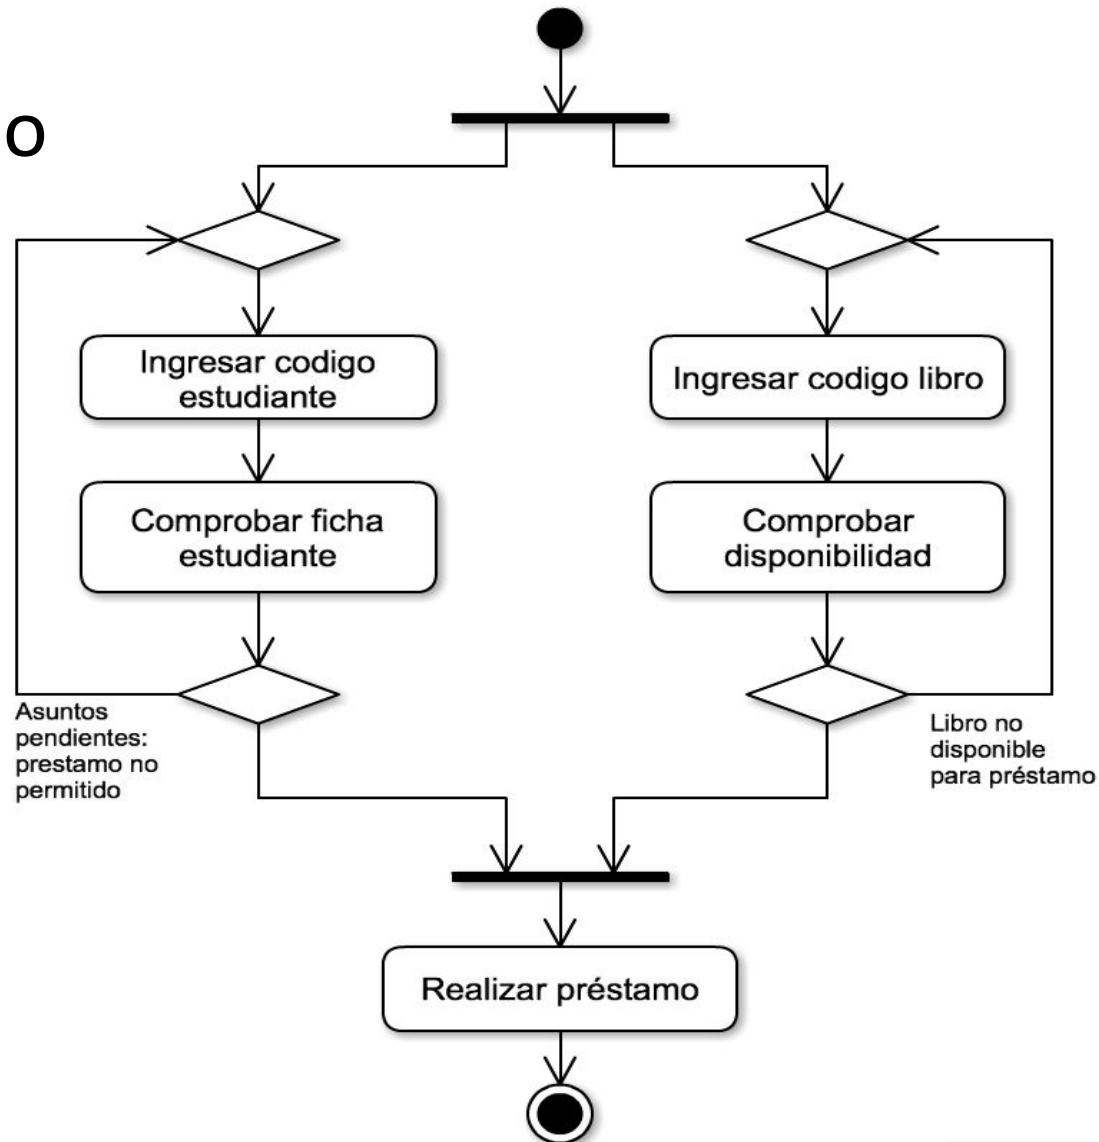 o
Ingresar codigo
estudiante
Ingresar codigo libro
Comprobar ficha
estudiante
Comprobar
disponibilidad
Asuntos
pendientes:
prestamo no
permitido
Libro no
disponible
para préstamo
Realizar préstamo